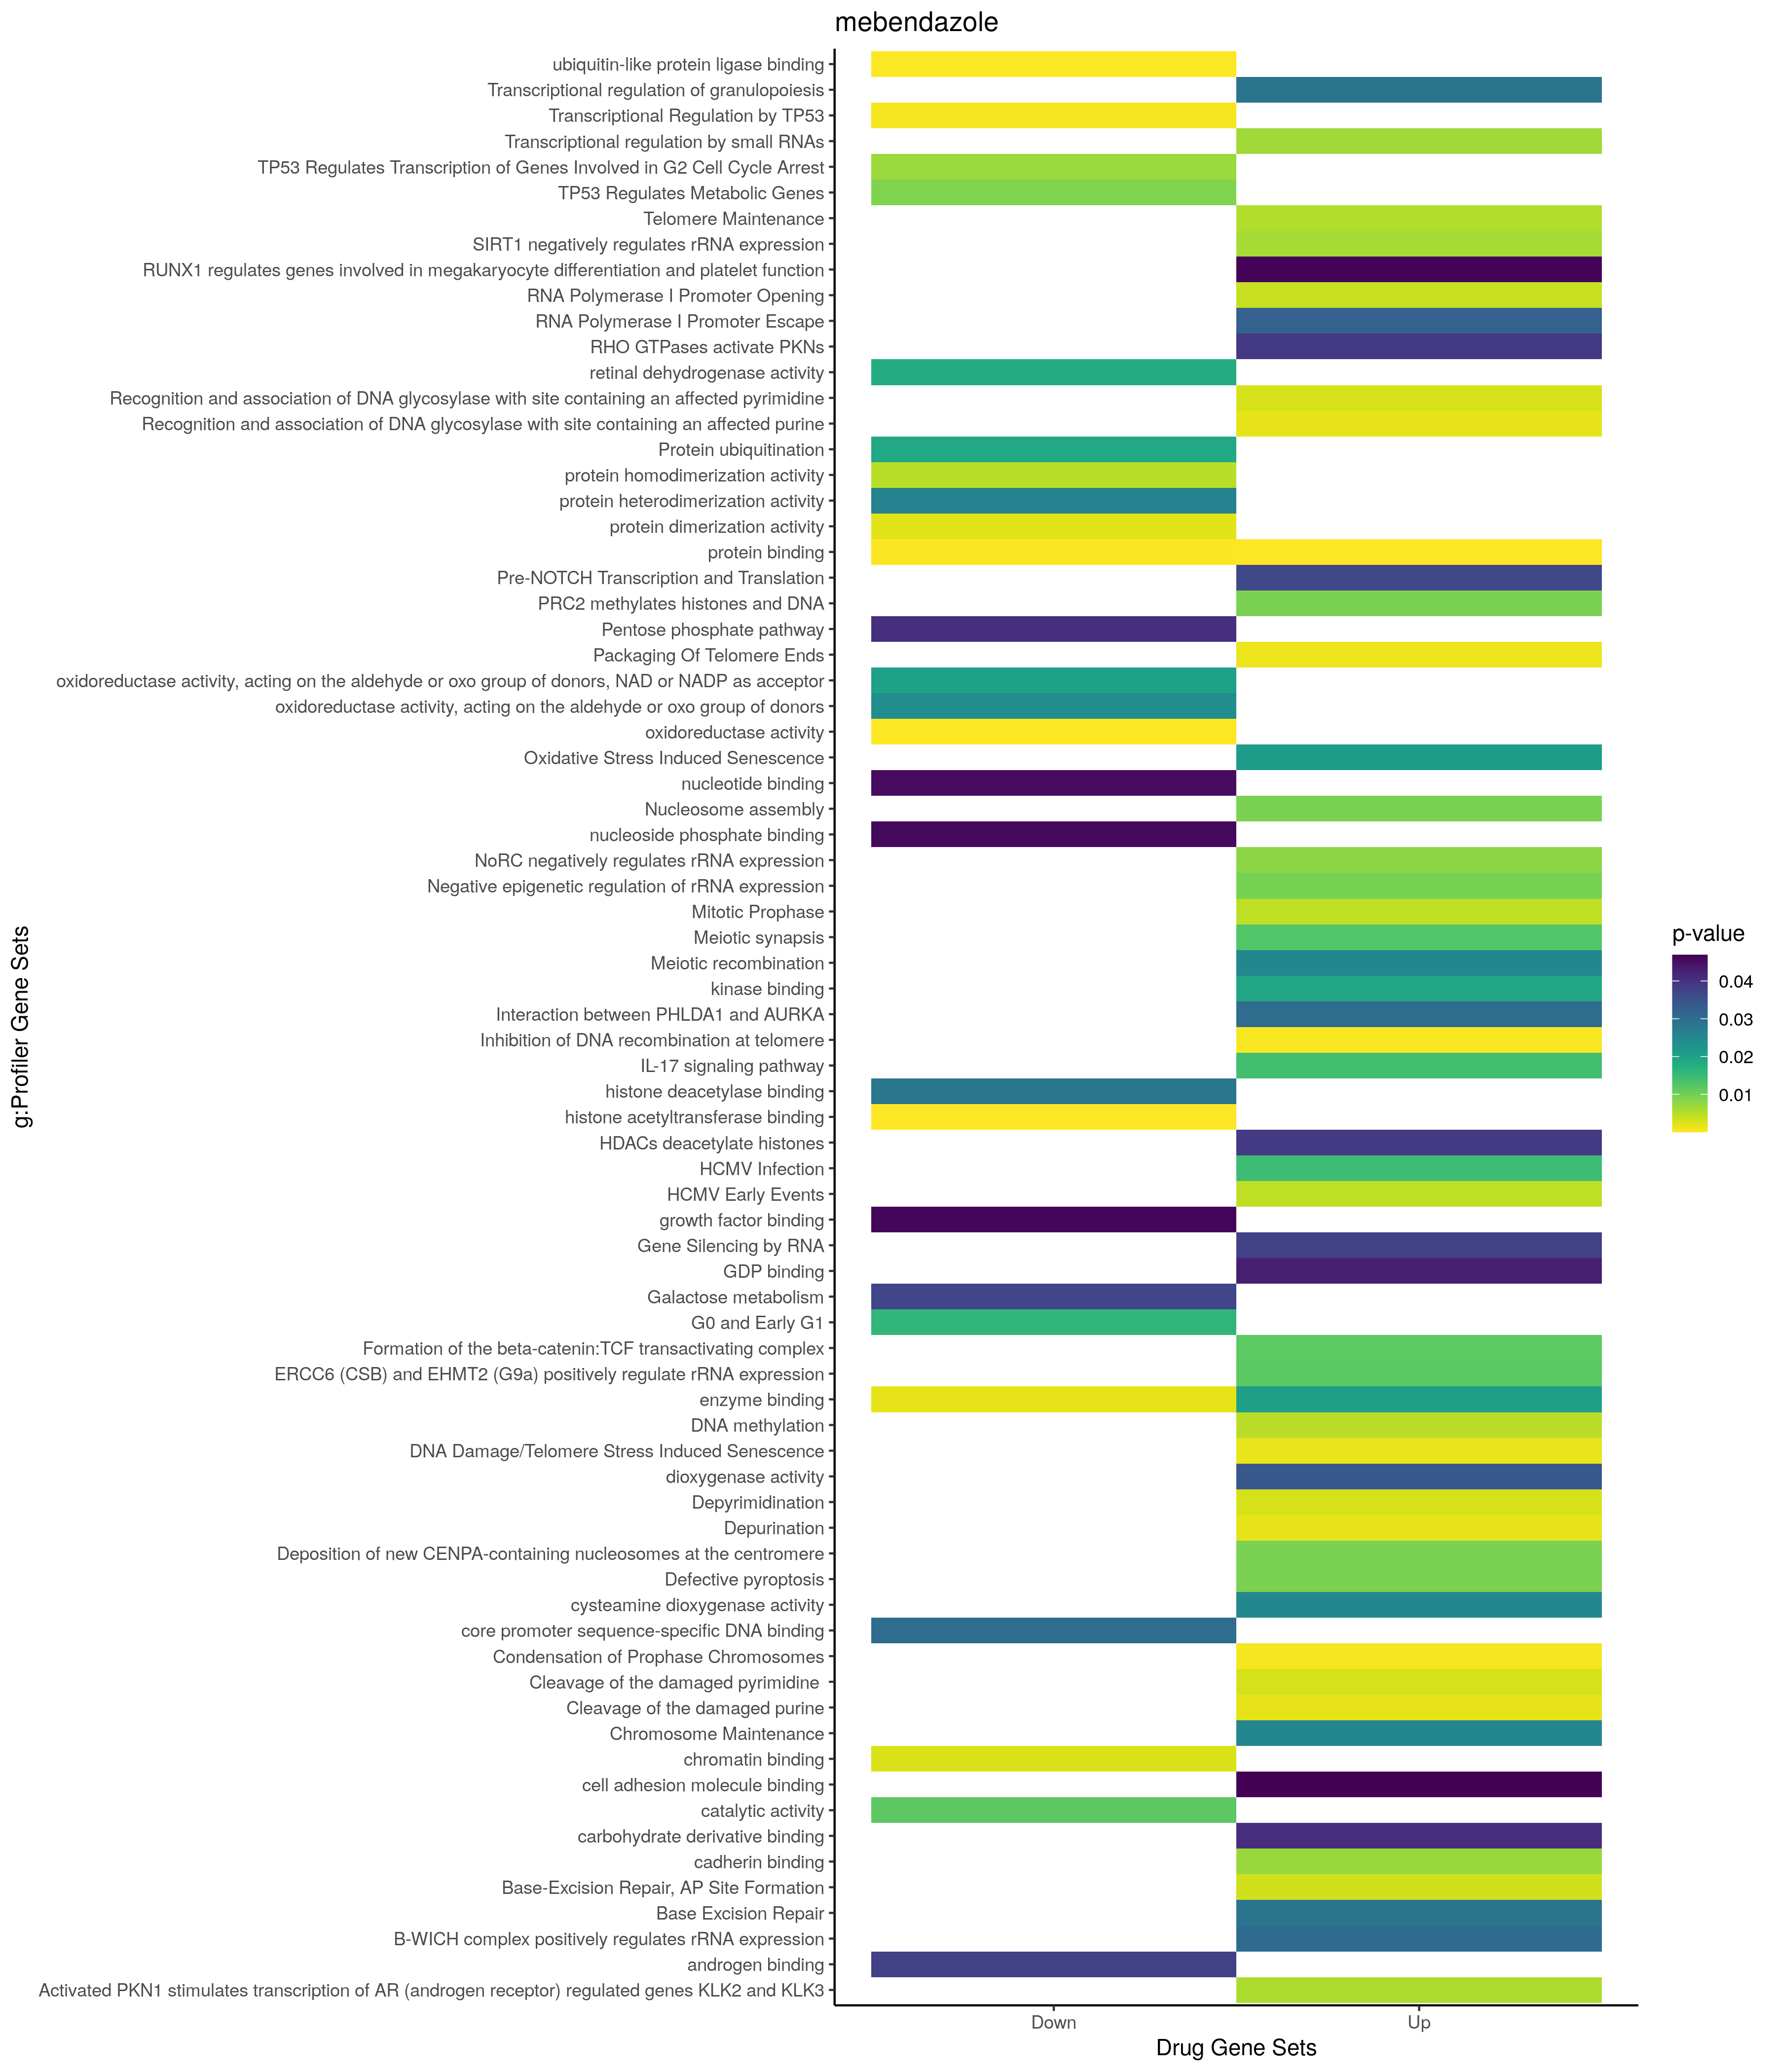 mebendazole
ubiquitin-like protein ligase binding
Transcriptional regulation of granulopoiesis
Transcriptional Regulation by TP53
Transcriptional regulation by small RNAs
TP53 Regulates Transcription of Genes Involved in G2 Cell Cycle Arrest
TP53 Regulates Metabolic Genes
Telomere Maintenance
SIRT1 negatively regulates rRNA expression
RUNX1 regulates genes involved in megakaryocyte differentiation and platelet function
RNA Polymerase I Promoter Opening
RNA Polymerase I Promoter Escape
RHO GTPases activate PKNs
retinal dehydrogenase activity
Recognition and association of DNA glycosylase with site containing an affected pyrimidine
Recognition and association of DNA glycosylase with site containing an affected purine
Protein ubiquitination
protein homodimerization activity
protein heterodimerization activity
protein dimerization activity
protein binding
Pre-NOTCH Transcription and Translation
PRC2 methylates histones and DNA
Pentose phosphate pathway
Packaging Of Telomere Ends
oxidoreductase activity, acting on the aldehyde or oxo group of donors, NAD or NADP as acceptor
oxidoreductase activity, acting on the aldehyde or oxo group of donors
oxidoreductase activity
Oxidative Stress Induced Senescence
nucleotide binding
Nucleosome assembly
nucleoside phosphate binding
NoRC negatively regulates rRNA expression
Negative epigenetic regulation of rRNA expression
Mitotic Prophase
Meiotic synapsis
Meiotic recombination
kinase binding
Interaction between PHLDA1 and AURKA
Inhibition of DNA recombination at telomere
IL-17 signaling pathway
histone deacetylase binding
histone acetyltransferase binding
HDACs deacetylate histones
HCMV Infection
HCMV Early Events
growth factor binding
Gene Silencing by RNA
GDP binding
Galactose metabolism
G0 and Early G1
Formation of the beta-catenin:TCF transactivating complex
ERCC6 (CSB) and EHMT2 (G9a) positively regulate rRNA expression
enzyme binding
DNA methylation
DNA Damage/Telomere Stress Induced Senescence
dioxygenase activity
Depyrimidination
Depurination
Deposition of new CENPA-containing nucleosomes at the centromere
Defective pyroptosis
cysteamine dioxygenase activity
core promoter sequence-specific DNA binding
Condensation of Prophase Chromosomes
Cleavage of the damaged pyrimidine
Cleavage of the damaged purine
Chromosome Maintenance
chromatin binding
cell adhesion molecule binding
catalytic activity
carbohydrate derivative binding
cadherin binding
Base-Excision Repair, AP Site Formation
Base Excision Repair
B-WICH complex positively regulates rRNA expression
androgen binding
Activated PKN1 stimulates transcription of AR (androgen receptor) regulated genes KLK2 and KLK3
g:Profiler Gene Sets
Down
Up
Drug Gene Sets
p-value
0.04
0.03
0.02
0.01